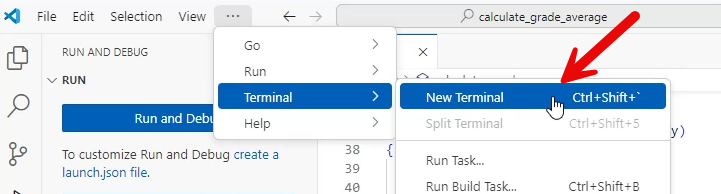 File Edit Selection View ... calculate_grade_average
RUN AND DEBUG
RUN
Run and Debu
To customize Run and Debug create a
launch.json file.
Go
Run
Terminal
Help
New Terminal Ctrl+Shift+`
Split Terminal Ctrl+Shift+5
Run Task...
Run Build Task... Ctrl+Shift+B
y)
38 {
39
40